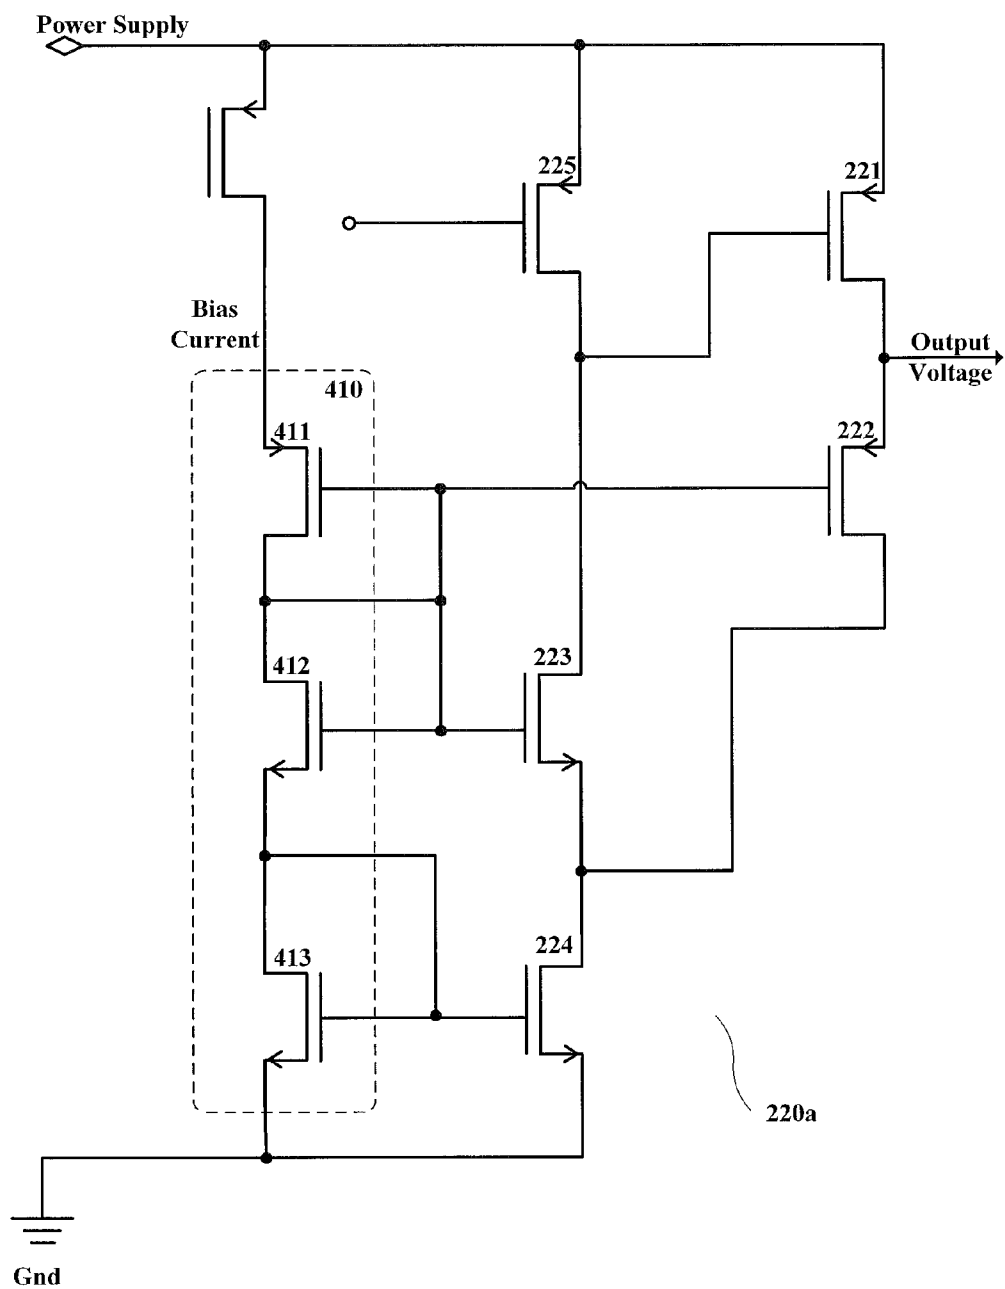 Power Supply
225
221
Bias
Current
Output
Voltage
410
411
222
412
223
413
224
220a
Gnd